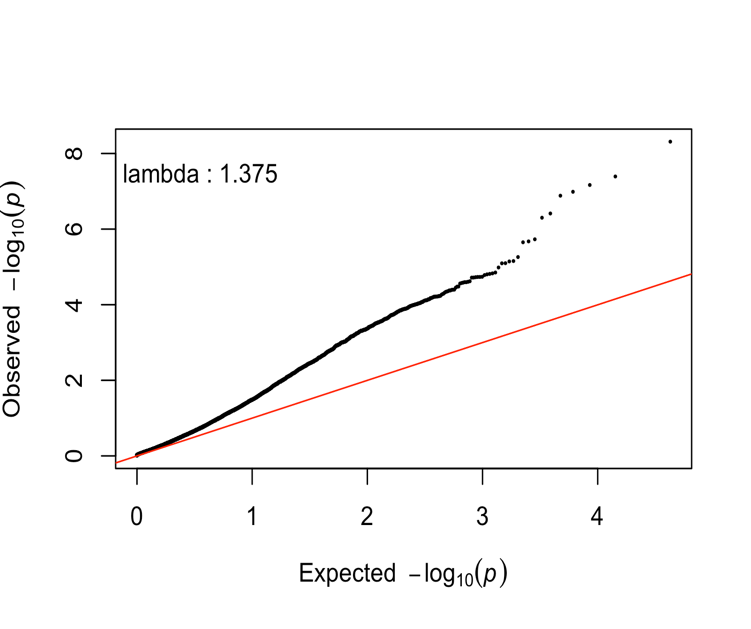 lambda : 1.375
8
6
4
2
0
Observed −log10(p)
0 1 2 3 4
Expected −log10(p)